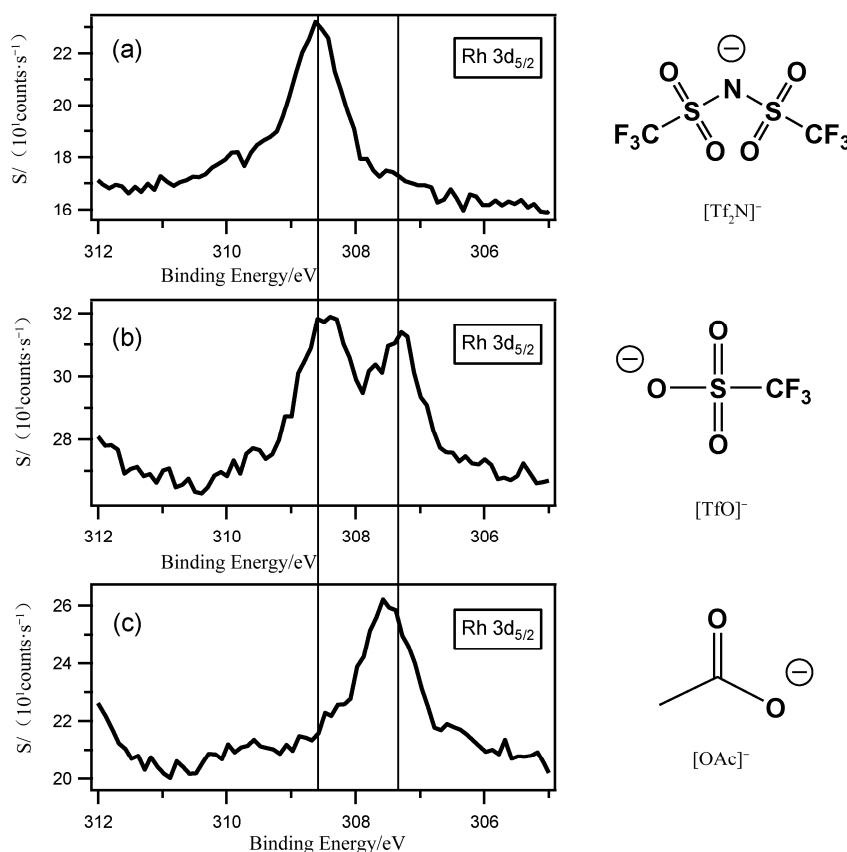 (a)
Rh 3d5/2
S/（10¹counts·s⁻¹）
22
20
18
16
312
310
308
306
Binding Energy/eV
O
⊖
O
N
S
S
F₃C
CF₃
O
O
[Tf₂N]⁻
(b)
Rh 3d5/2
S/（10¹counts·s⁻¹）
32
30
28
312
310
308
306
Binding Energy/eV
O
⊖
O
S
CF₃
O
[TfO]⁻
(c)
Rh 3d5/2
S/（10¹counts·s⁻¹）
26
24
22
20
312
310
308
306
Binding Energy/eV
O
⊖
O
[OAc]⁻